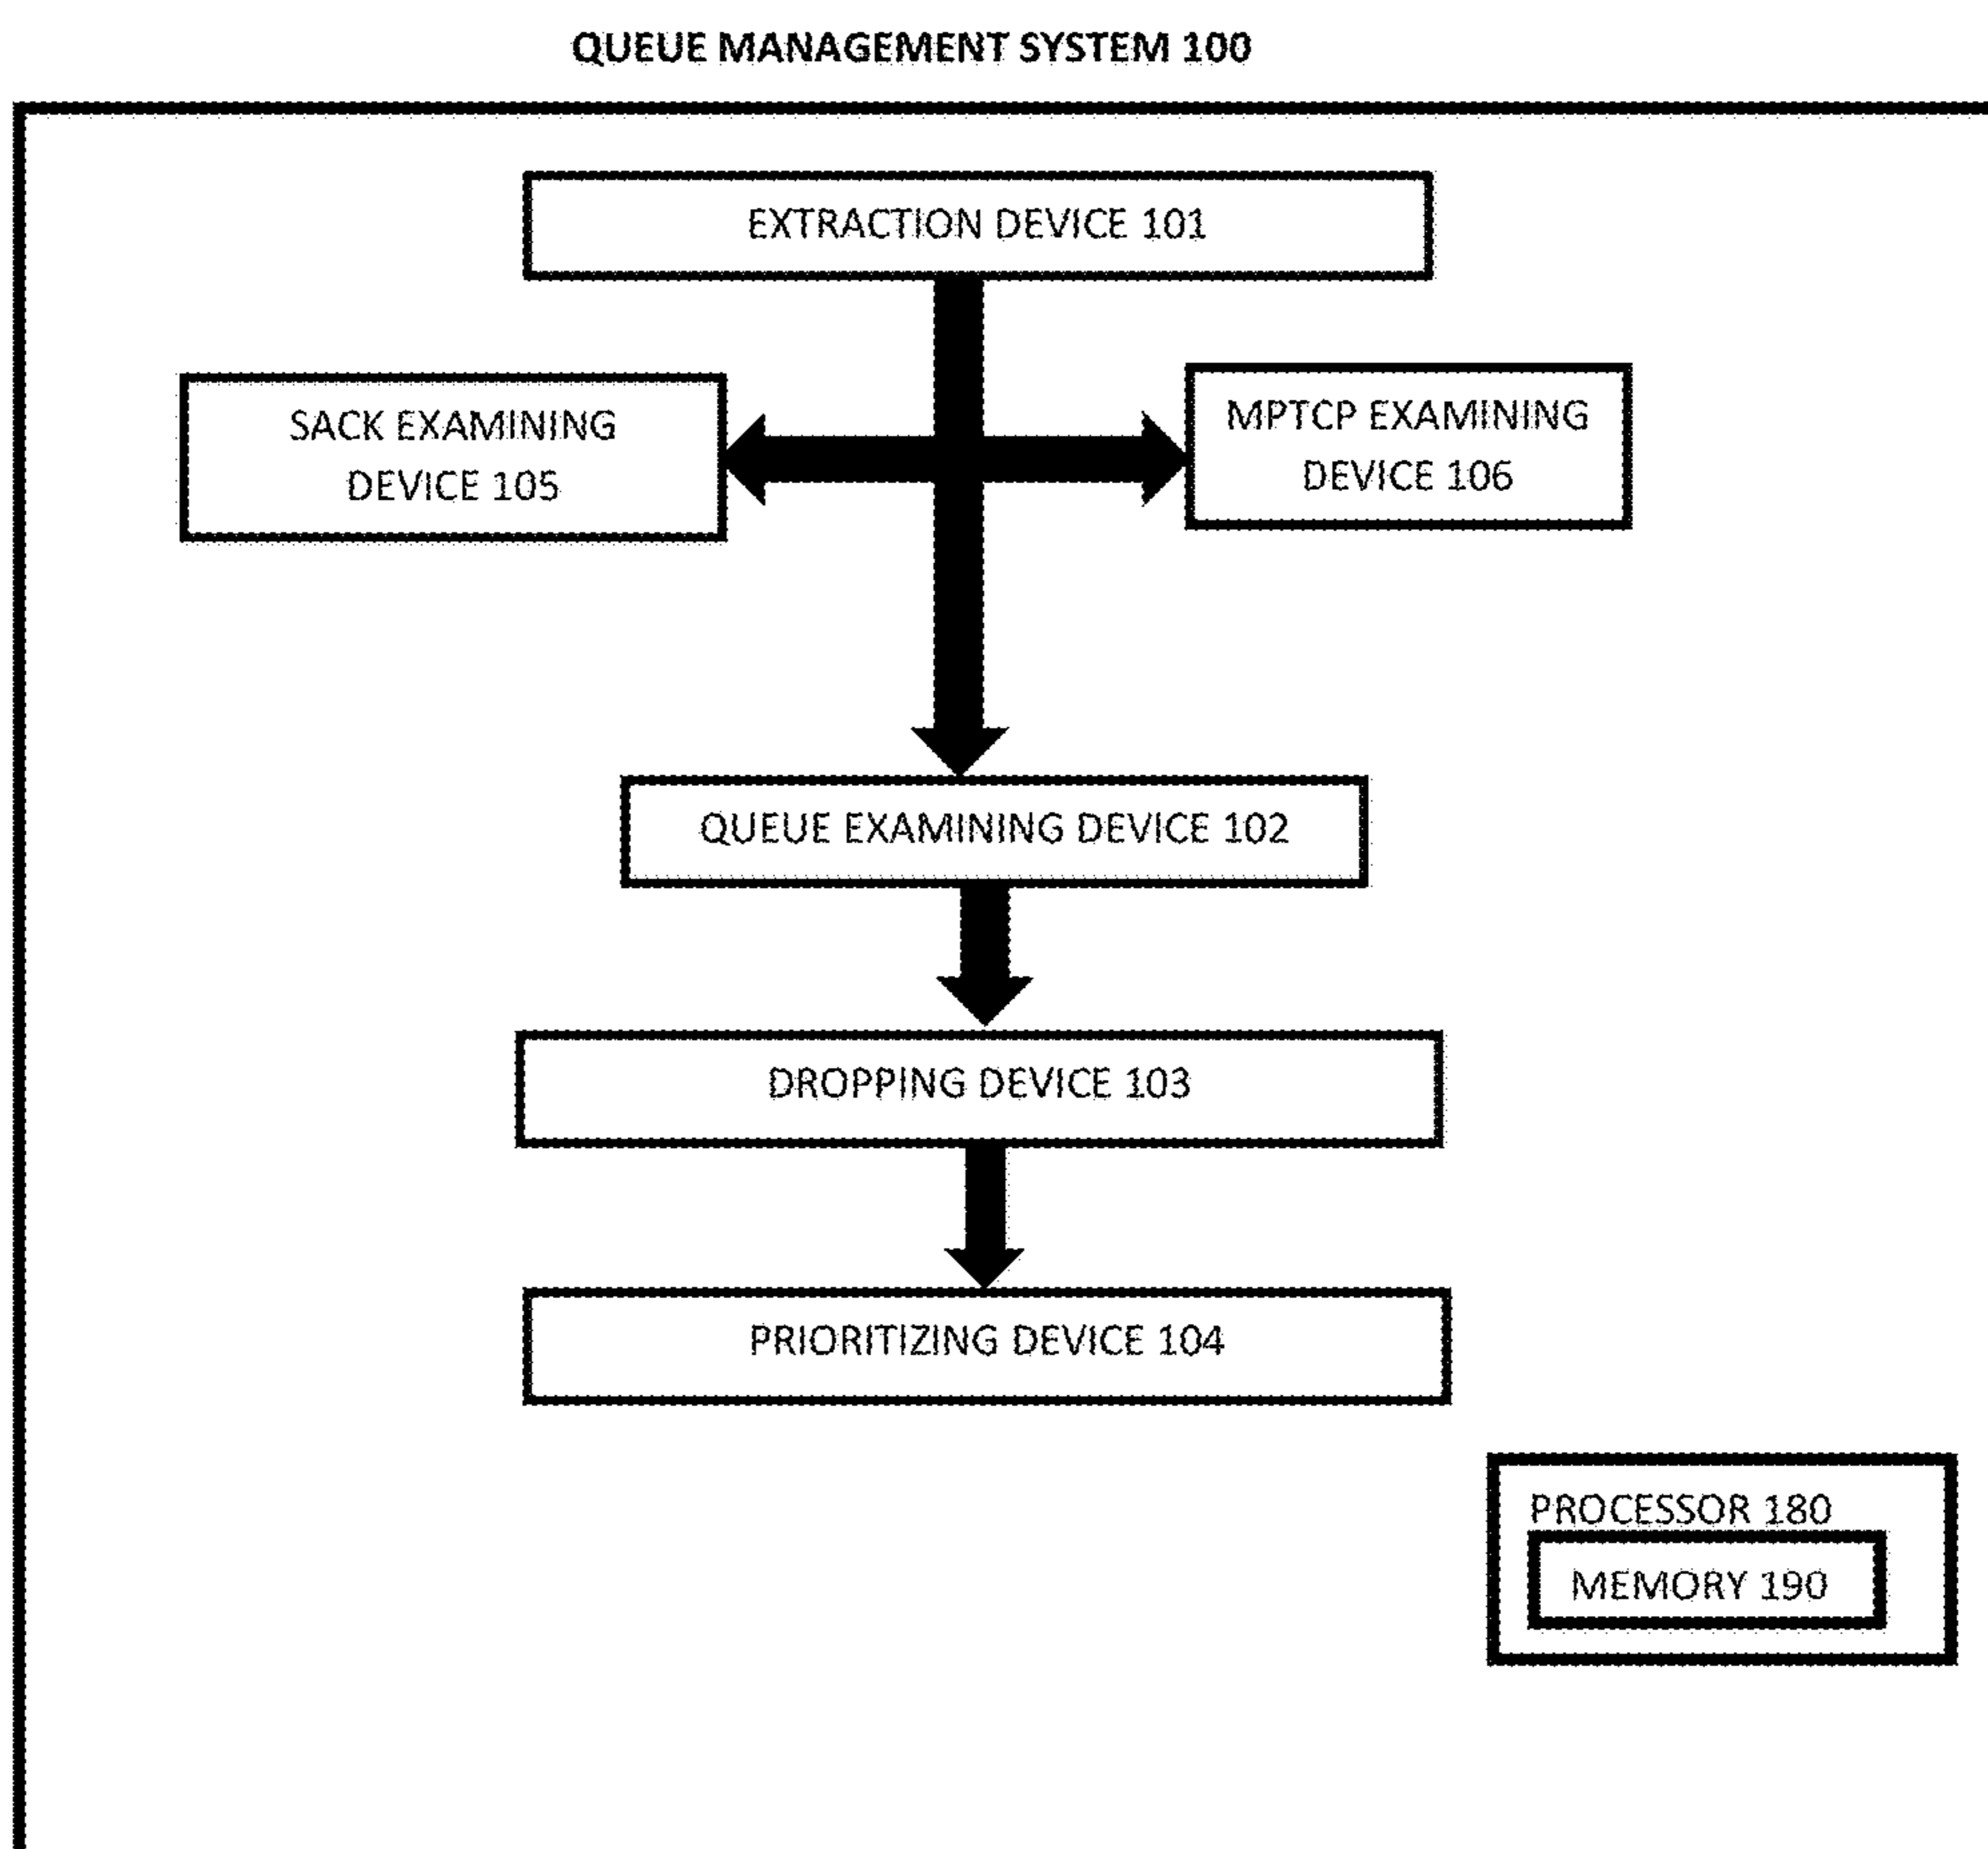 QUEUE MANAGEMENT SYSTEM 100
EXTRACTION DEVICE 101
SACK EXAMINING
DEVICE 105
MPTCP EXAMINING
DEVICE 106
QUEUE EXAMINING DEVICE 102
DROPPING DEVICE 103
PRIORITIZING DEVICE 104
PROCESSOR 180
MEMORY 190